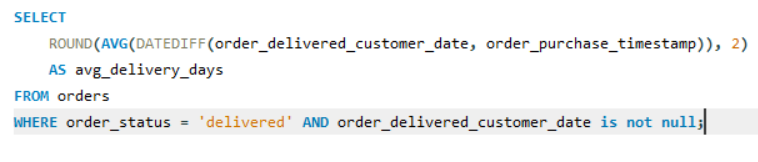 SELECT
ROUND(AVG(DATEDIFF(order_delivered_customer_date, order_purchase_timestamp)), 2)
AS avg_delivery_days
FROM orders
WHERE order_status = 'delivered' AND order_delivered_customer_date is not null;